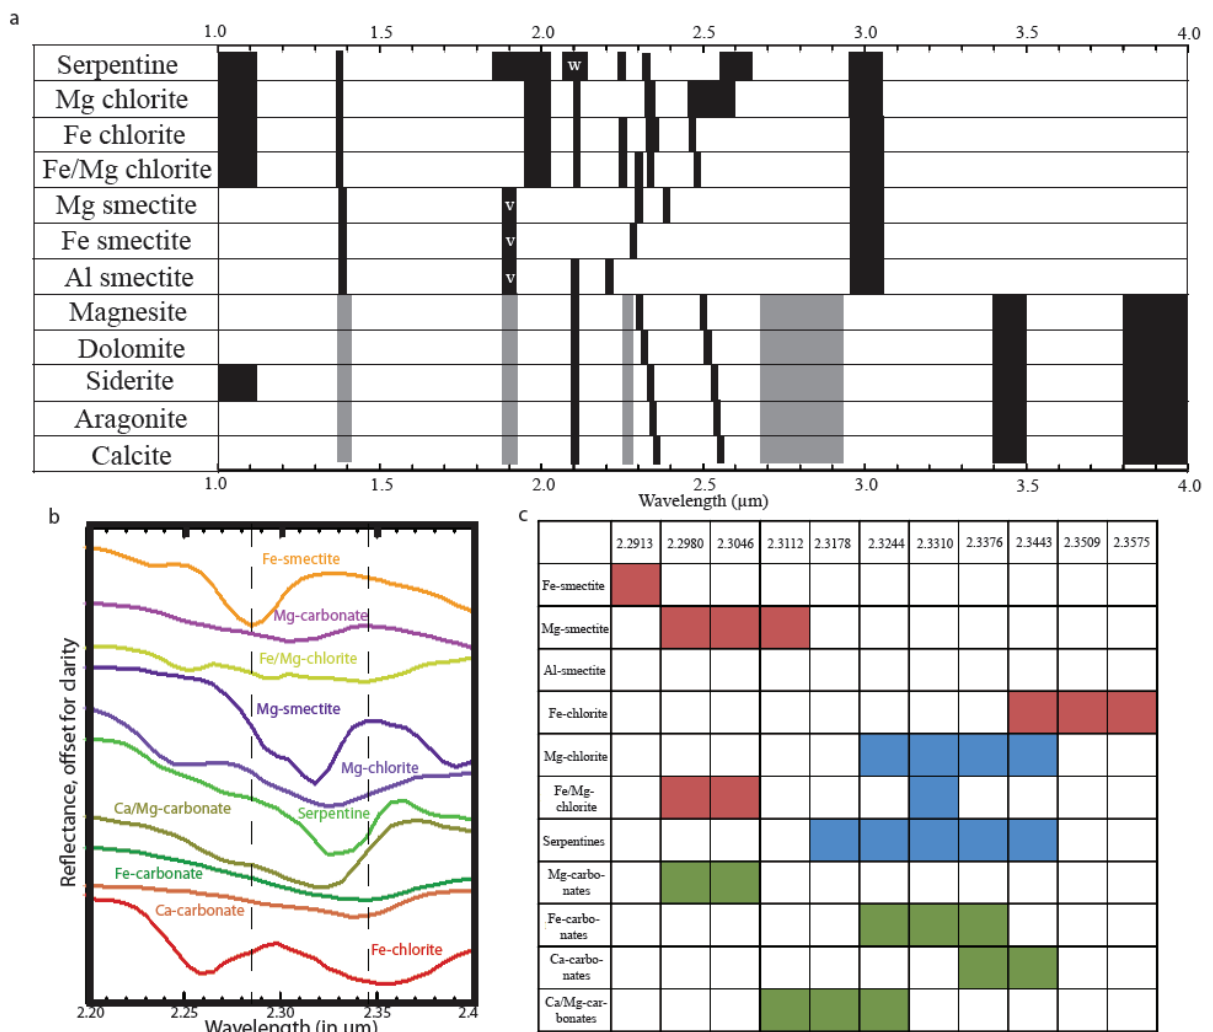 a
1.0 1.5 2.0 2.5 3.0 3.5 4.0
Serpentine w
Mg chlorite
Fe chlorite
Fe/Mg chlorite
Mg smectite v
Fe smectite v
Al smectite v
Magnesite
Dolomite
Siderite
Aragonite
Calcite
1.0 1.5 2.0 2.5 3.0 3.5 4.0
Wavelength (µm)
b
Fe-smectite
Mg-carbonate
Fe/Mg-chlorite
Mg-smectite
Mg-chlorite
Ca/Mg-carbonate
Serpentine
Fe-carbonate
Ca-carbonate
Fe-chlorite
Reflectance, offset for clarity
2.20 2.25 2.30 2.35 2.4
Wavelength (in µm)
c
2.2913 2.2980 2.3046 2.3112 2.3178 2.3244 2.3310 2.3376 2.3443 2.3509 2.3575
Fe-smectite
Mg-smectite
Al-smectite
Fe-chlorite
Mg-chlorite
Fe/Mg-
chlorite
Serpentines
Mg-carbo-
nates
Fe-carbo-
nates
Ca-carbo-
nates
Ca/Mg-car-
bonates